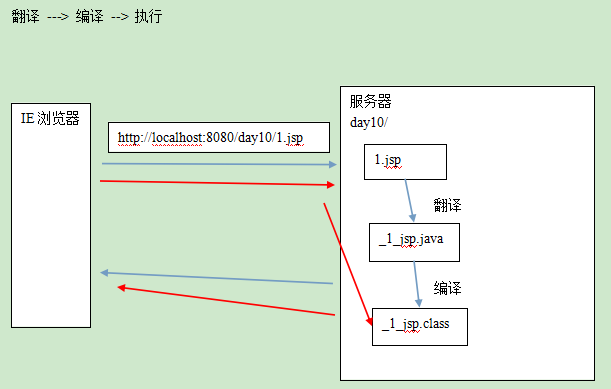 翻译 ---> 编译 --> 执行
服务器
IE 浏览器
day10/
http://localhost:8080/day10/1.jsp
1.jsp
翻译
_1_jsp.java
编译
_1_jsp.class